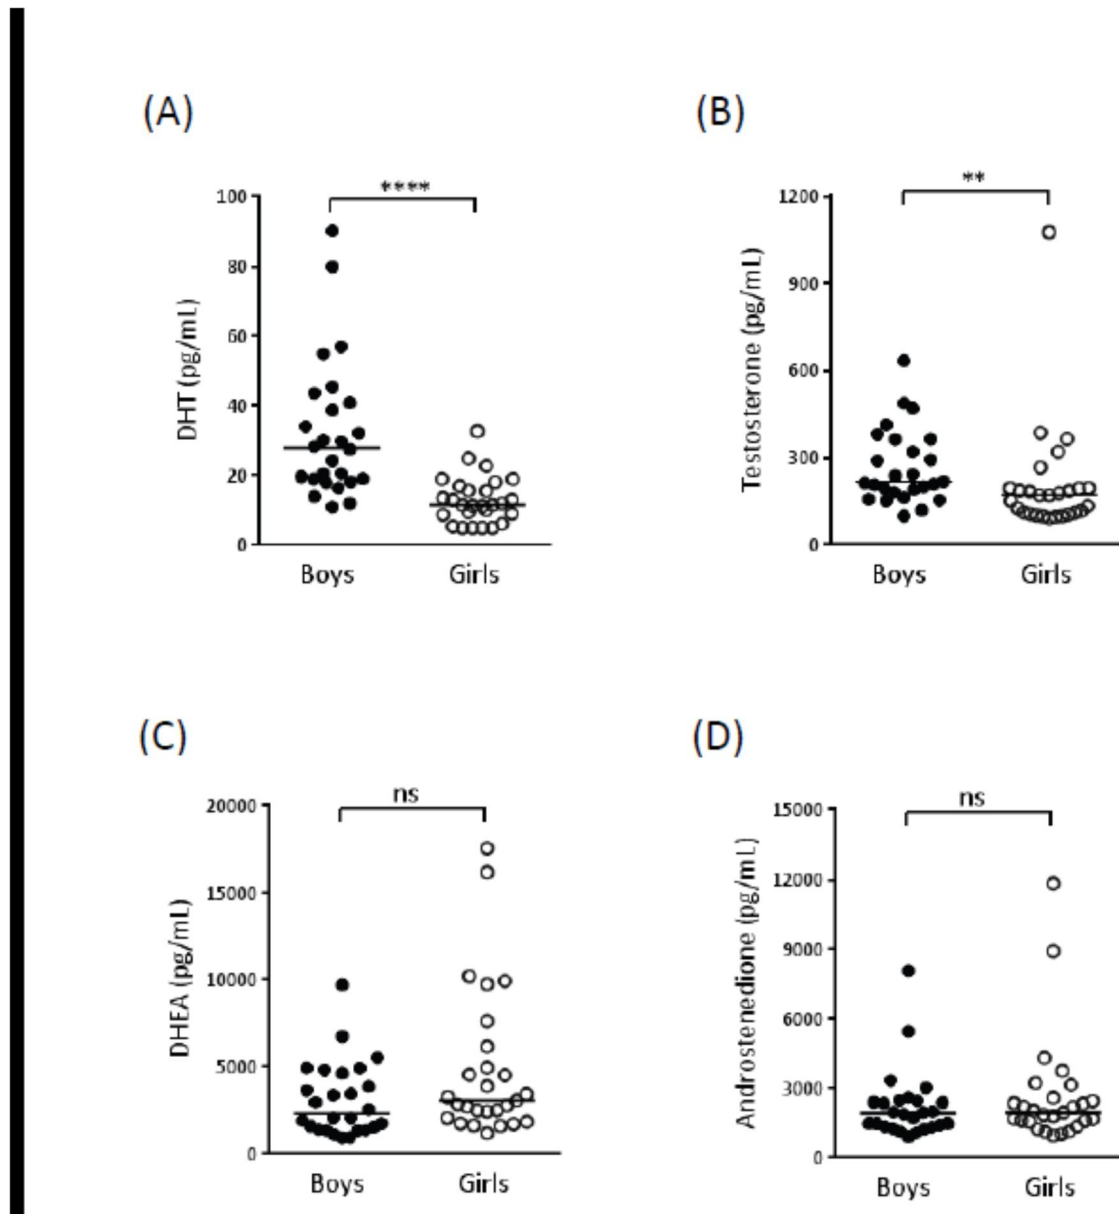 (A)
(B)
****
100
80
60
40
20
0
DHT (pg/mL)
Boys
Girls
**
1200
900
600
300
0
Testosterone (pg/mL)
Boys
Girls
(C)
(D)
ns
20000
15000
10000
5000
0
DHEA (pg/mL)
Boys
Girls
ns
15000
12000
9000
6000
3000
0
Androstenedione (pg/mL)
Boys
Girls